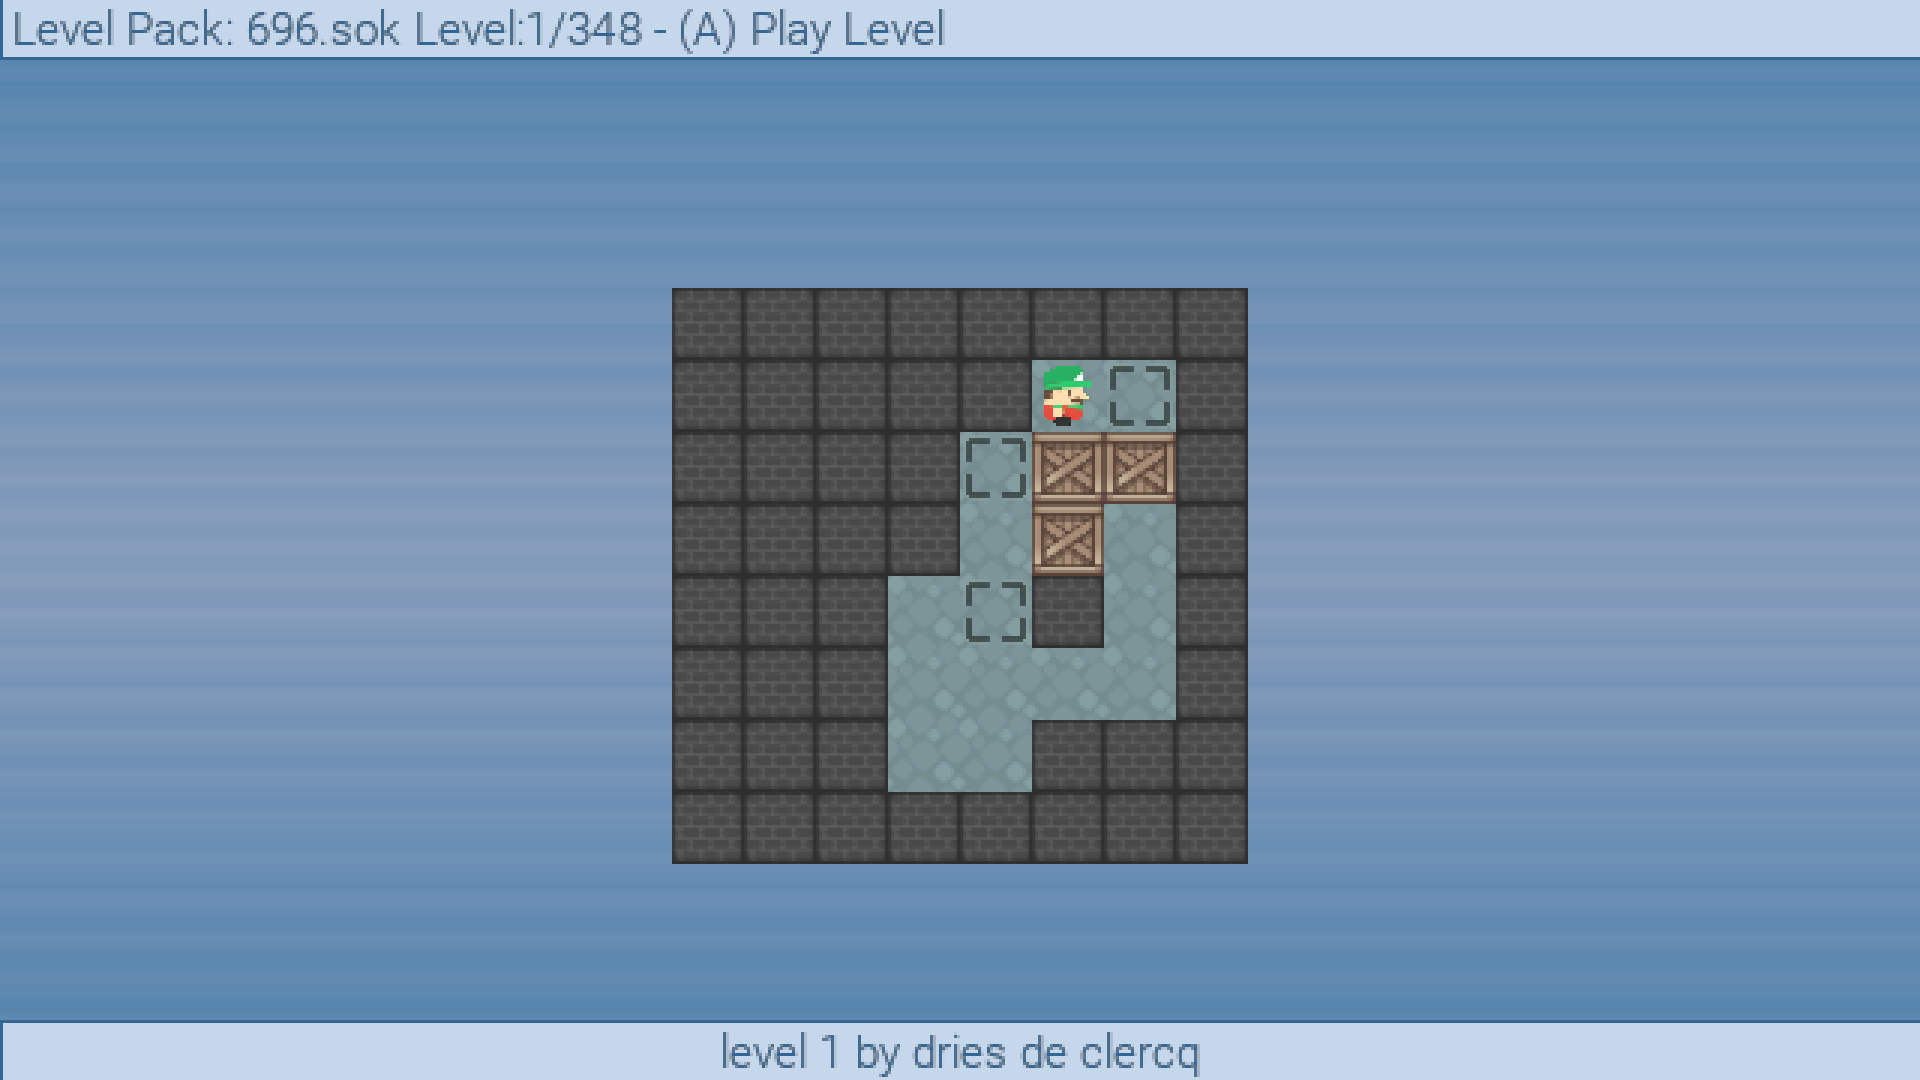 Level Pack: 696.sok Level:1/348 - (A) Play Level
level 1 by dries de clercq